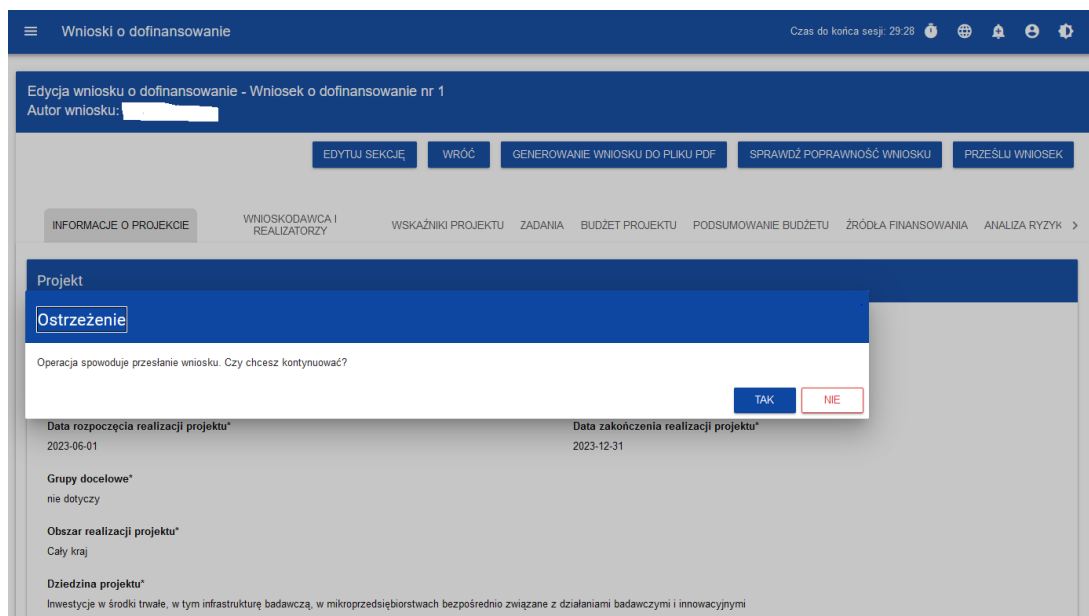 Wnioski o dofinansowanie
Czas do końca sesji: 29:28
Edycja wniosku o dofinansowanie - Wniosek o dofinansowanie nr 1
Autor wniosku:
EDYTUJ SEKCJĘ WRÓĆ GENEROWANIE WNIOSKU DO PLIKU PDF SPRAWDŹ POPRAWNOŚĆ WNIOSKU PRZEŚLIJ WNIOSEK
INFORMACJE O PROJEKCIE
WNIOSKODAWCA I
REALIZATORZY
WSKAŹNIKI PROJEKTU ZADANIA BUDŻET PROJEKTU PODSUMOWANIE BUDŻETU ŹRÓDŁA FINANSOWANIA ANALIZA RYZYK
Projekt
Ostrzeżenie
Operacja spowoduje przesłanie wniosku. Czy chcesz kontynuować?
TAK NIE
Data rozpoczęcia realizacji projektu* Data zakończenia realizacji projektu*
2023-06-01 2023-12-31
Grupy docelowe*
nie dotyczy
Obszar realizacji projektu*
Cały kraj
Dziedzina projektu*
Inwestycje w środki trwałe, w tym infrastrukturę badawczą, w mikroprzedsiębiorstwach bezpośrednio związane z działaniami badawczymi i innowacyjnymi